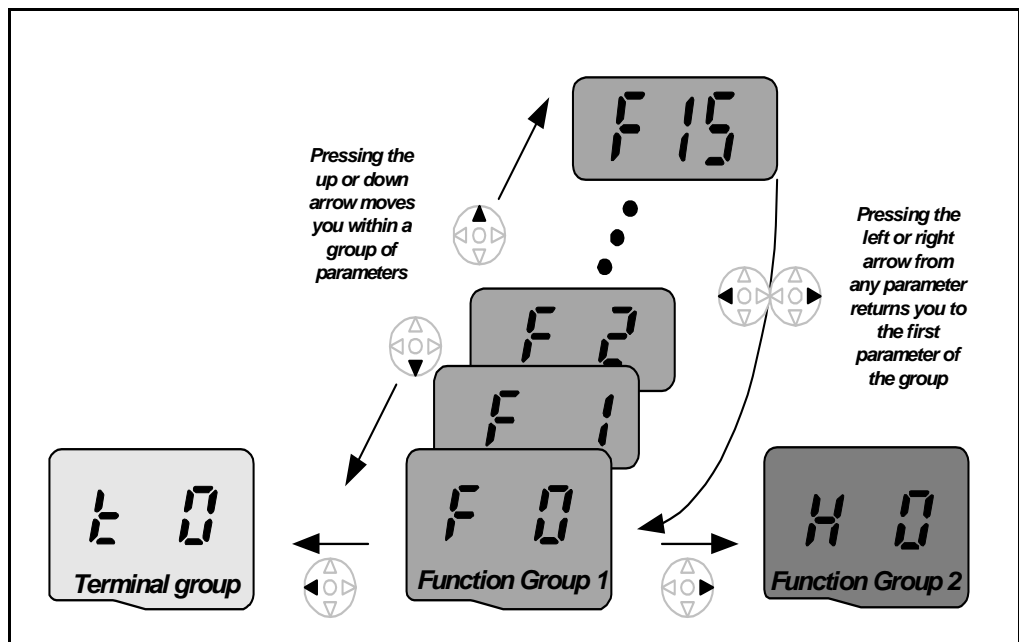 F 15
Pressing the
up or down
arrow moves
you within a
group of
parameters
Pressing the
left or right
arrow from
any parameter
returns you to
the first
parameter of
the group
F 2
F 1
t 0
Terminal group
F 0
Function Group 1
H 0
Function Group 2